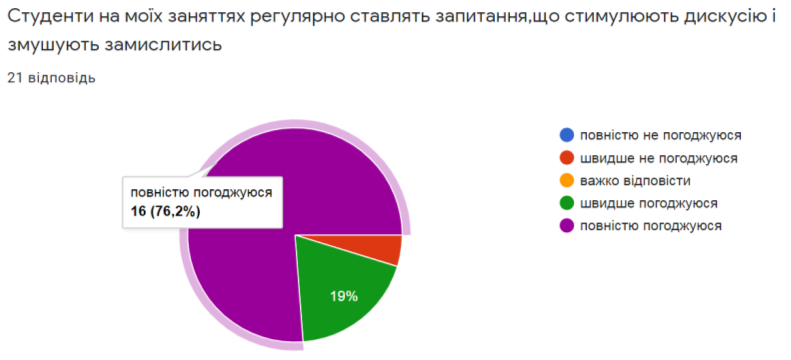 Студенти на моїх заняттях регулярно ставлять запитання,що стимулюють дискусію і
змушують замислитись
21 відповідь
повністю погоджуюся
16 (76,2%)
19%
повністю не погоджуюся
швидше не погоджуюся
важко відповісти
швидше погоджуюся
повністю погоджуюся